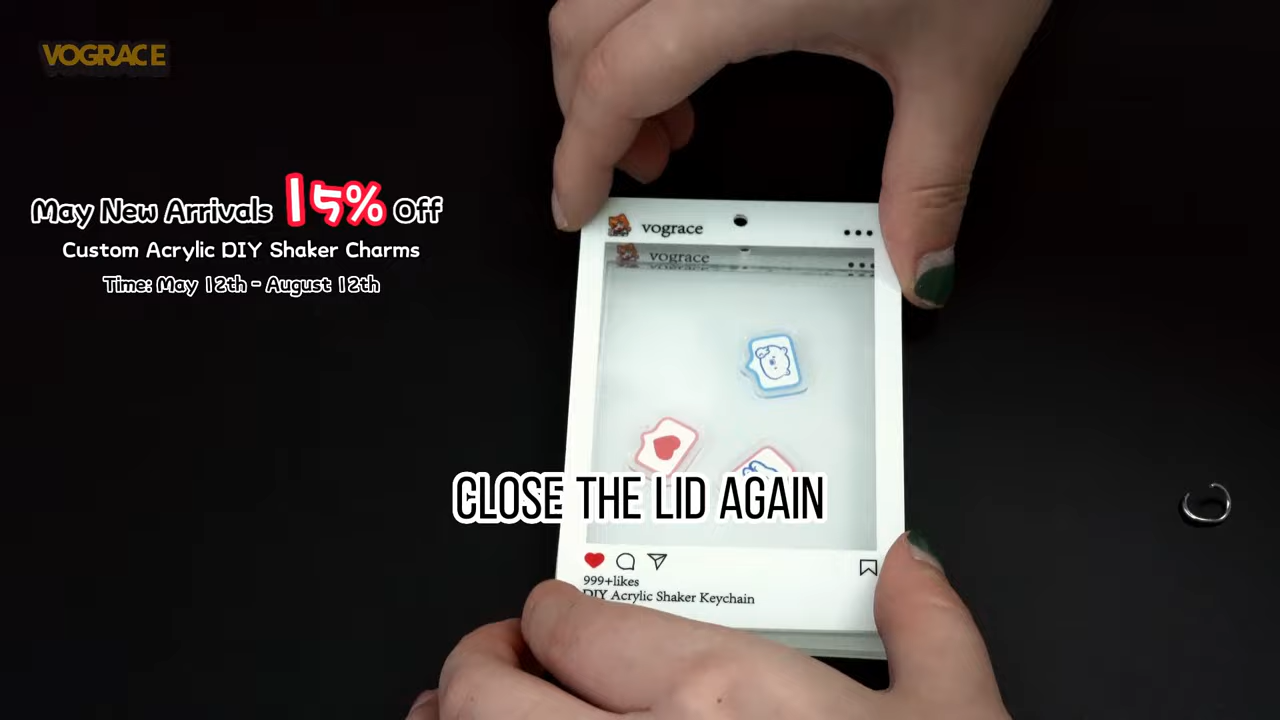 VOGRACE
May New Arrivals 15% Off
Custom Acrylic DIY Shaker Charms
Time: May 12th - August 12th
vograce
vograce
CLOSE THE LID AGAIN
999+likes
DIY Acrylic Shaker Keychain